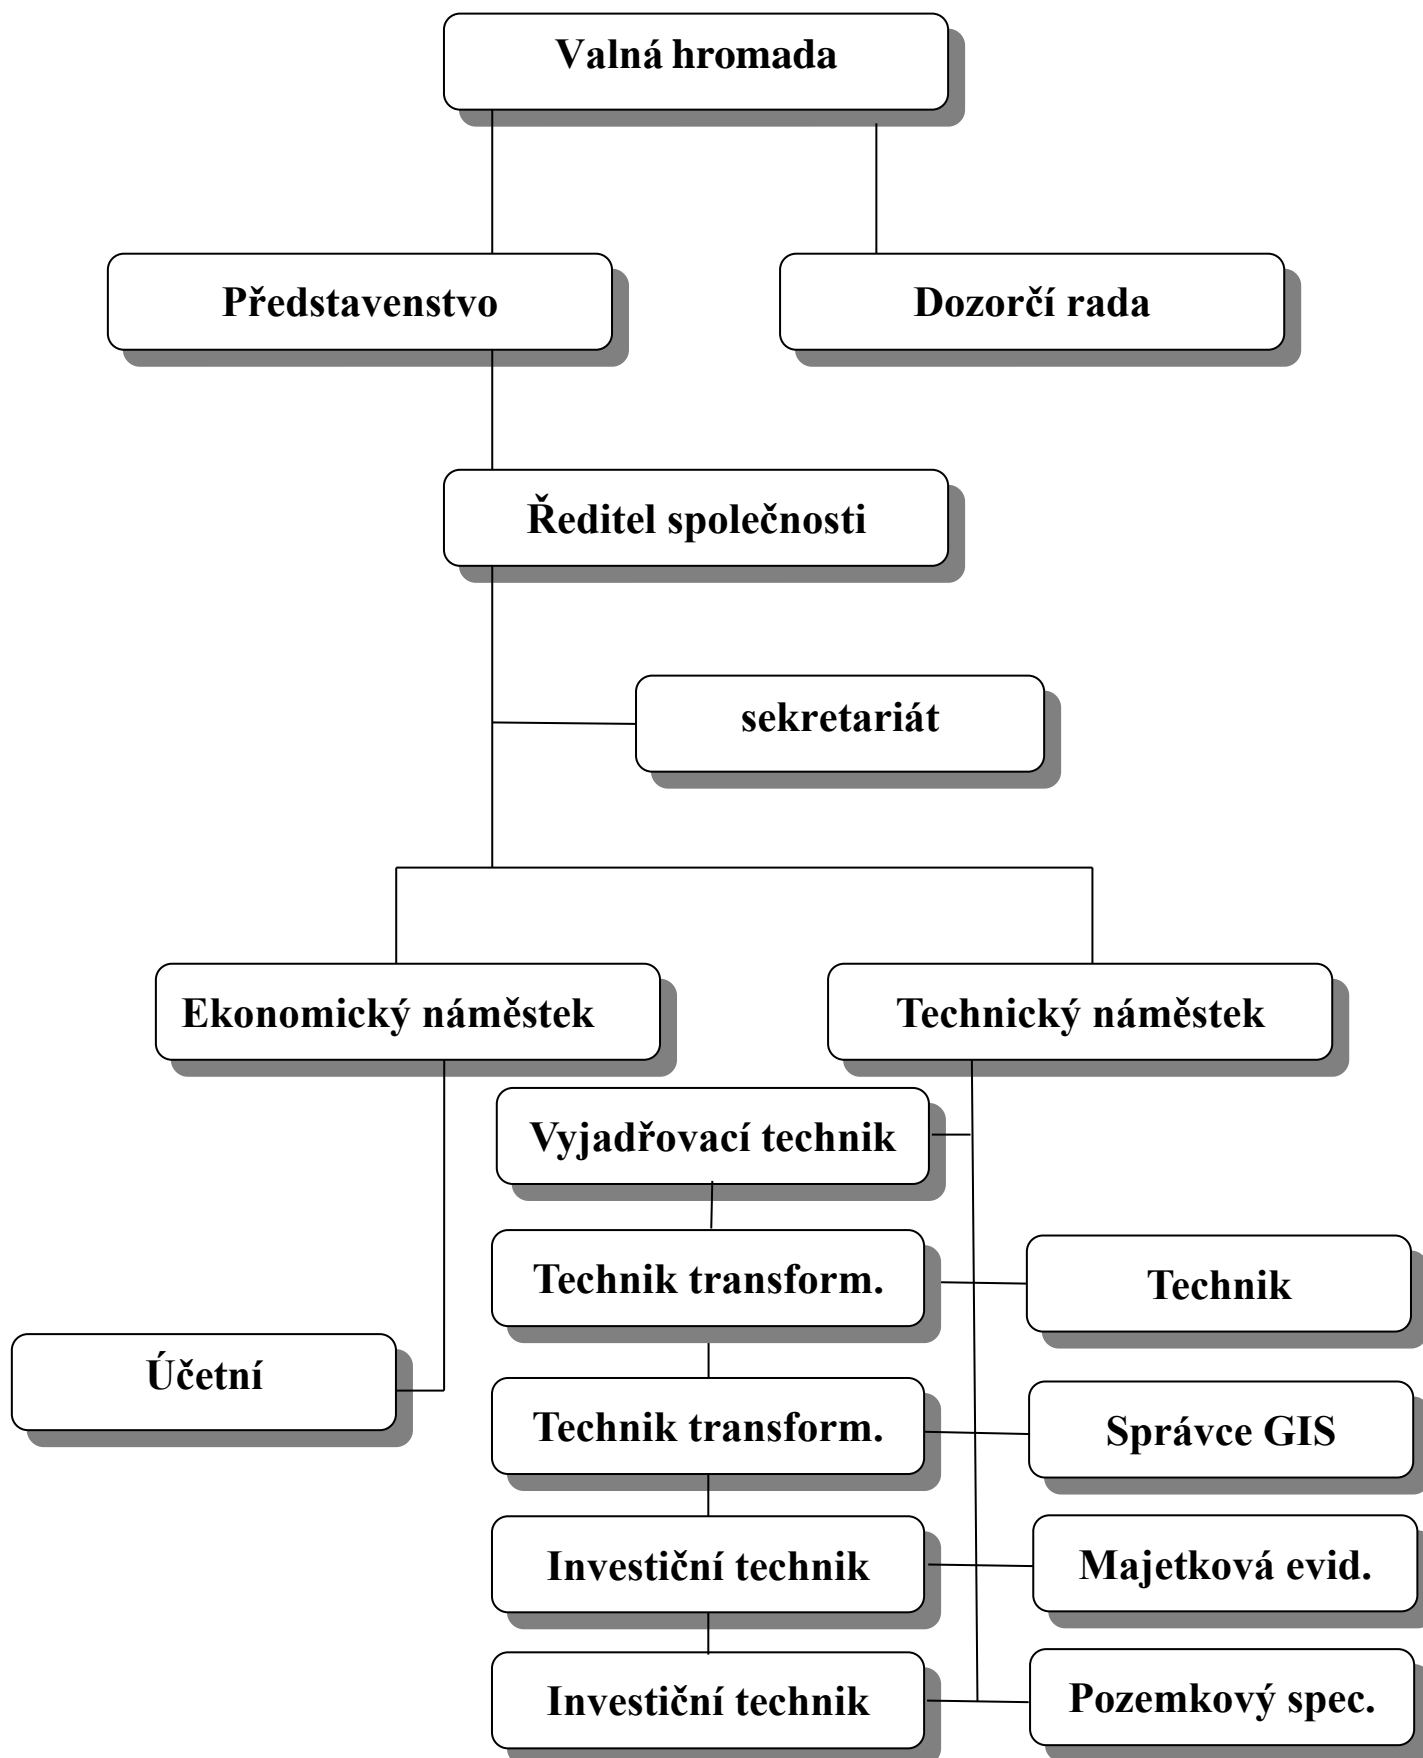 Valná hromada
Představenstvo
Dozorčí rada
Ředitel společnosti
sekretariát
Ekonomický náměstek
Technický náměstek
Vyjadřovací technik
Technik transform.
Technik
Účetní
Technik transform.
Správce GIS
Investiční technik
Majetková evid.
Investiční technik
Pozemkový spec.